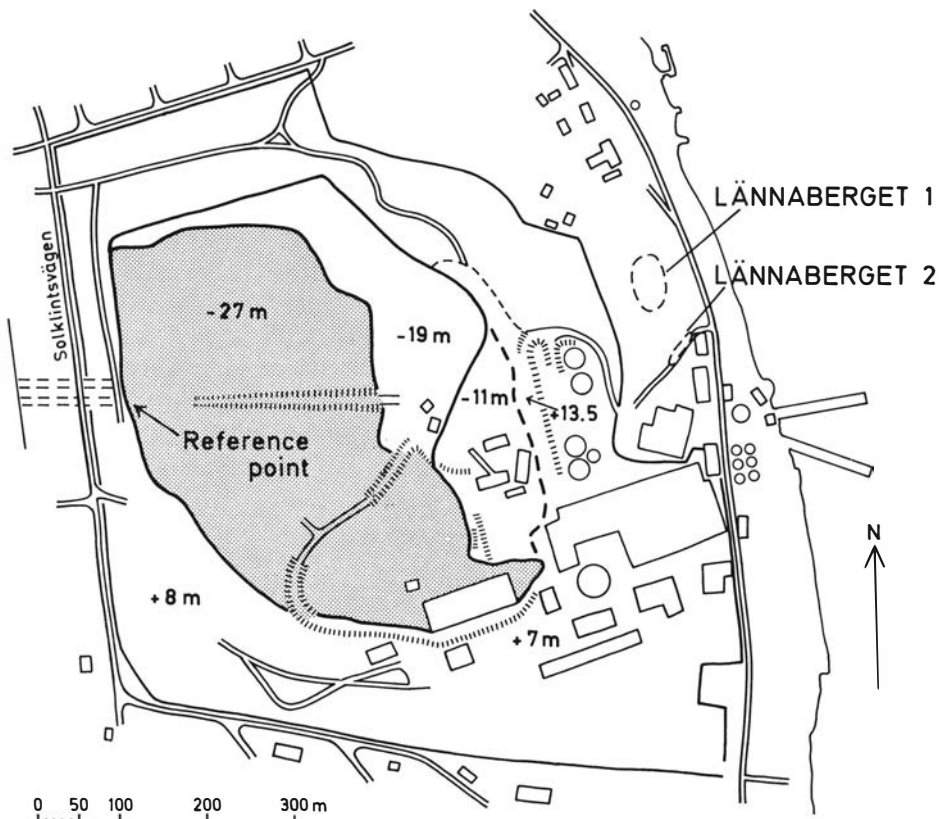 LÄNNABERGET 1
LÄNNABERGET 2
Solklintsvägen
-27 m
-19 m
-11 m
+13.5
Reference
point
N
+8 m
+7 m
0 50 100 200 300 m